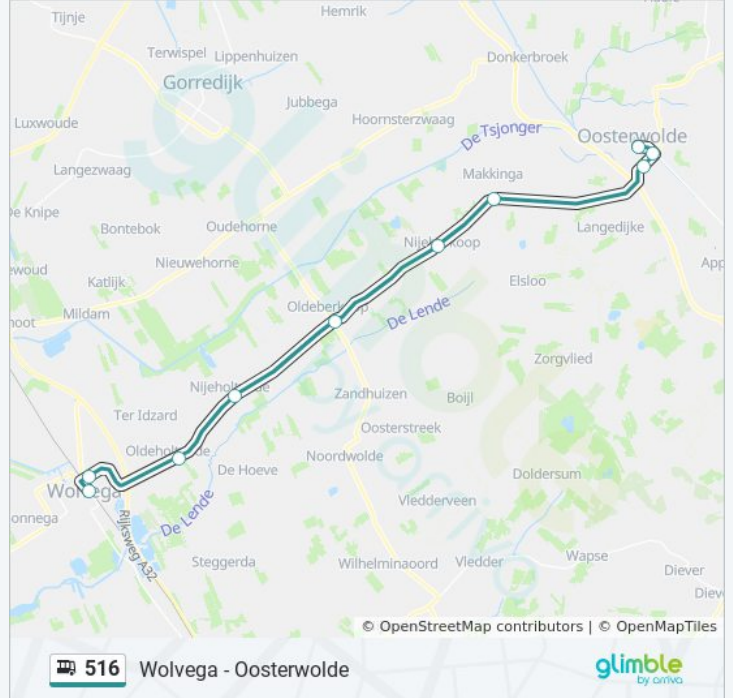 Tijnje
Hemrik
Terwispel
Lippenhuizen
Donkerbroek
Gorredijk
Jubbega
Luxwoude
Hoornsterzwaag
De Tsjonger
Oosterwolde
Langezwaag
Makkinga
De Knipe
Bontebok
Oudehorne
Langedijke
Nieuwehorne
Elsloo
Katlijk
Mildam
De Lende
Zorgvlied
Ter Idzard
Zandhuizen
Boijl
Oosterstreek
De Hoeve
Noordwolde
Doldersum
Vledderveen
De Lende
Rijksweg A32
Steggerda
Wilhelminaoord
Vledder
Wapse
Diever
© OpenStreetMap contributors | © OpenMapTiles
516 Wolvega - Oosterwolde
glimble
by arriva